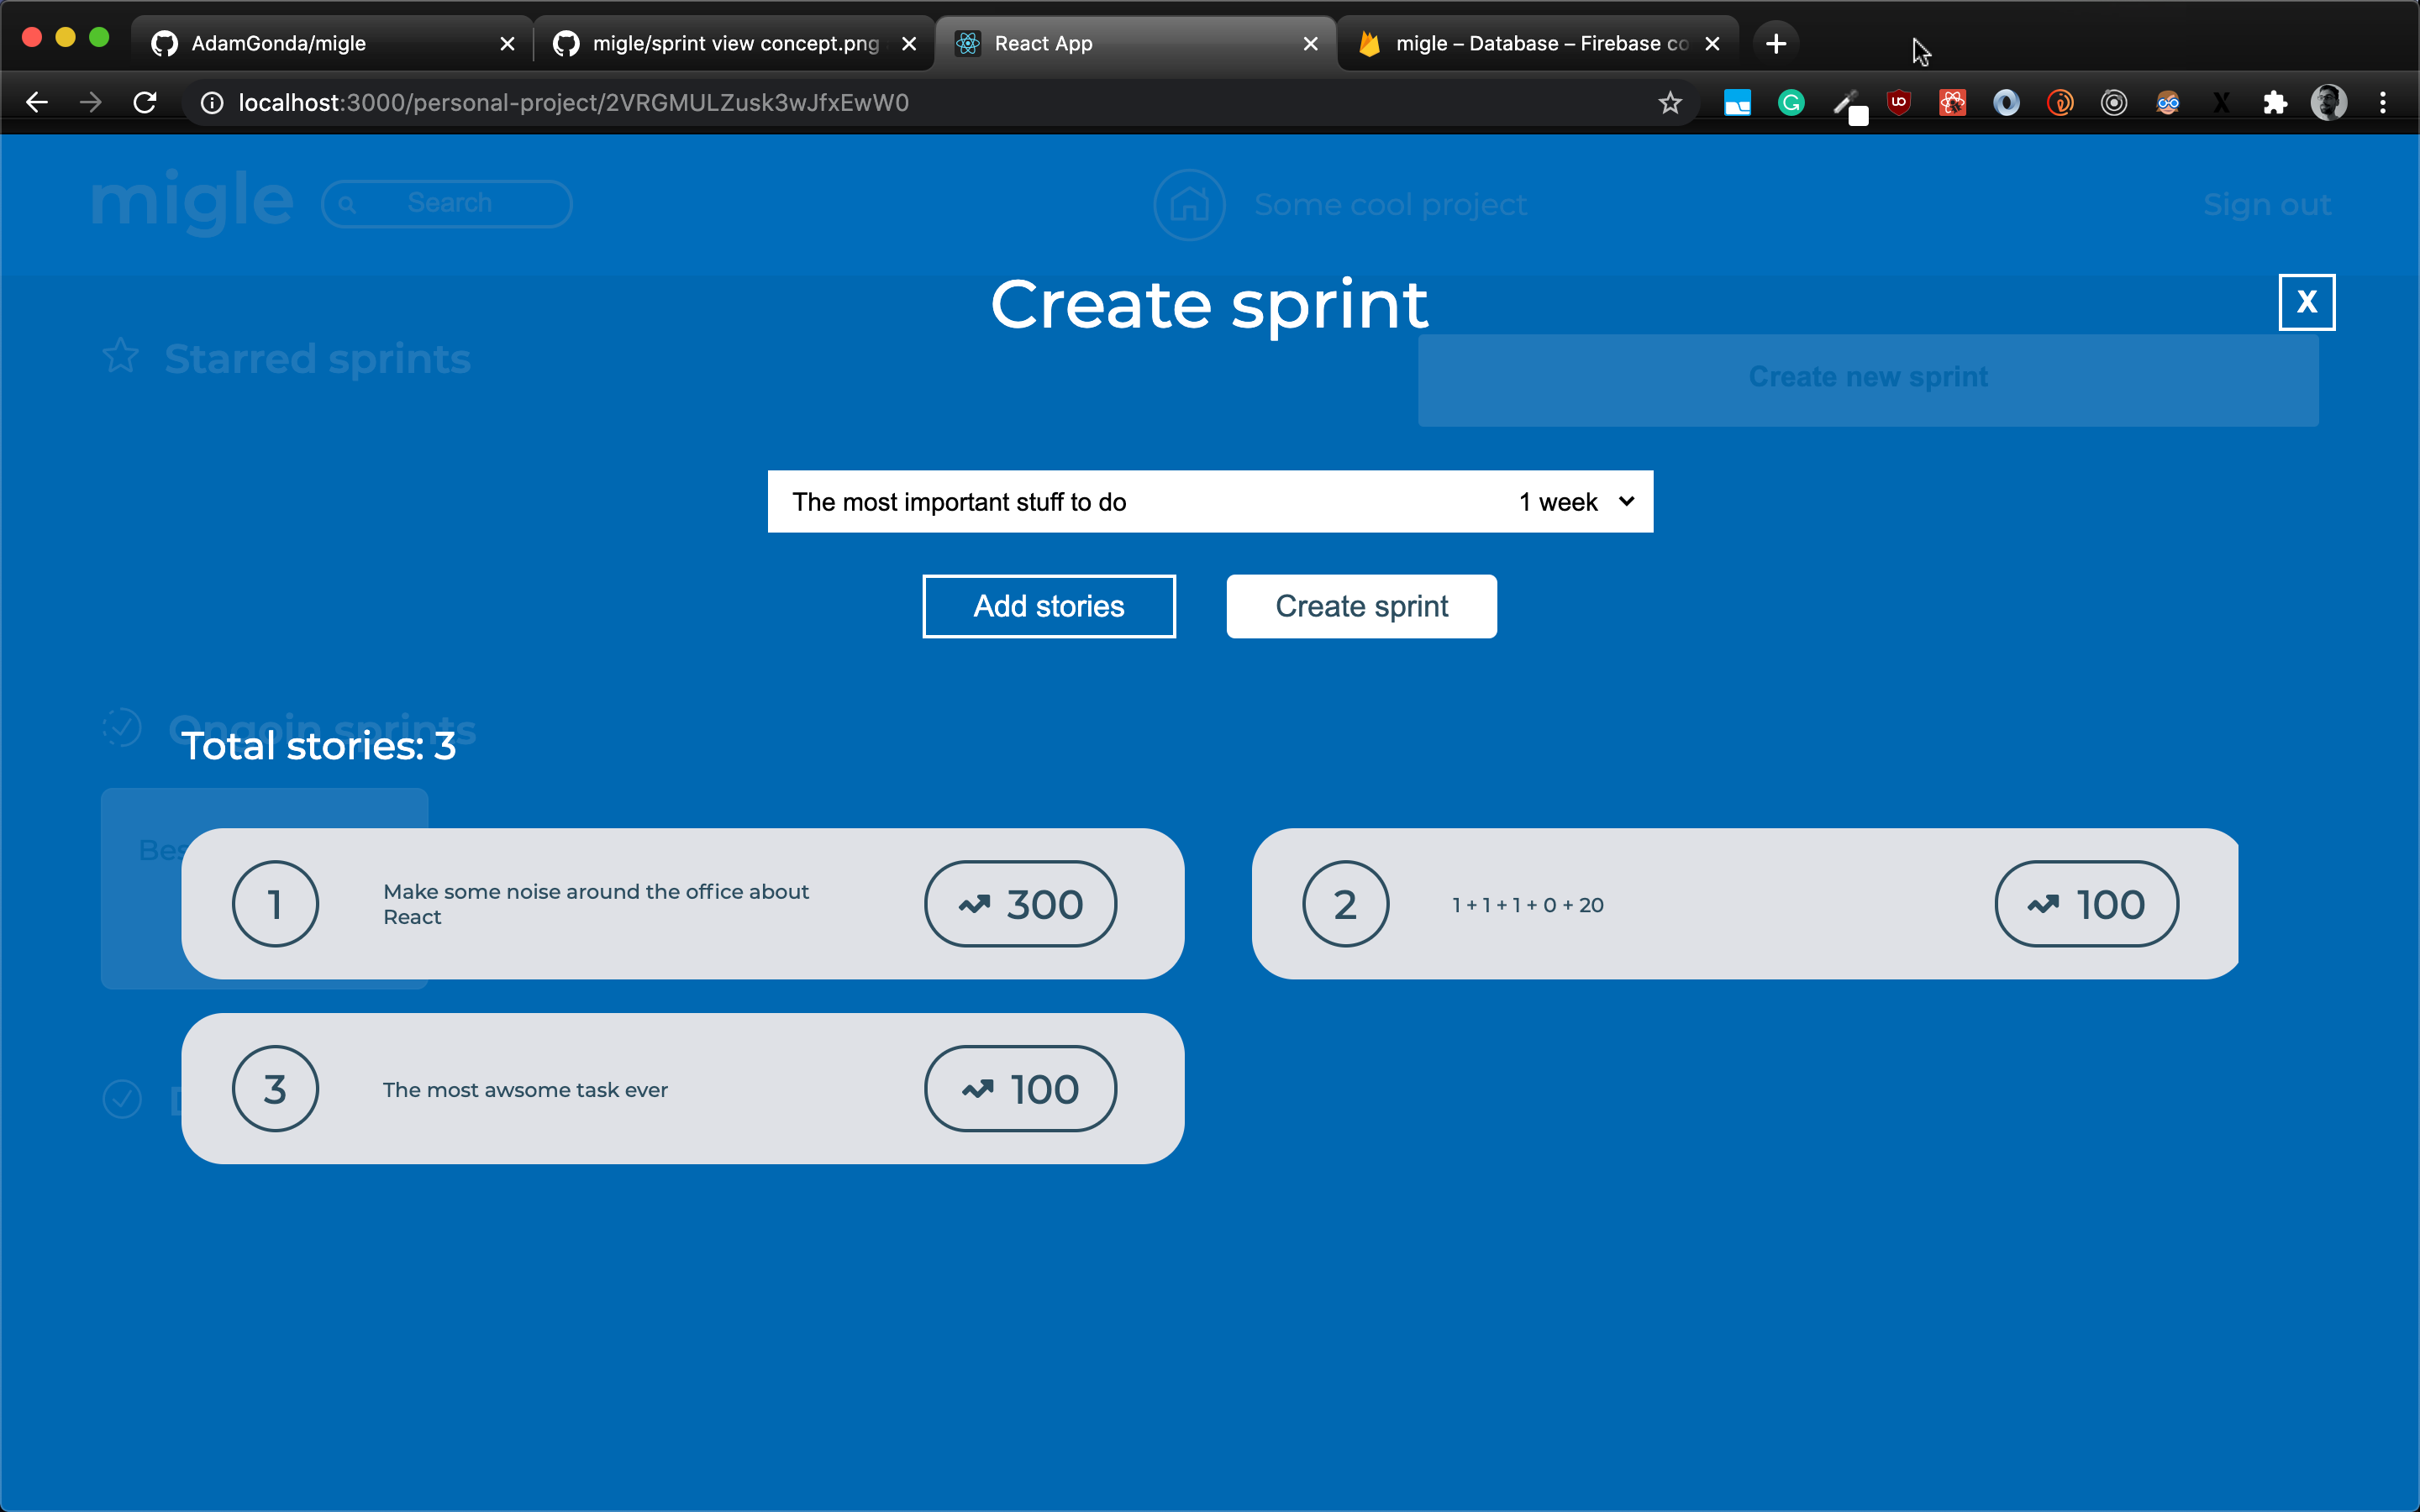 AdamGonda/migle
migle/sprint view concept.png
React App
migle – Database – Firebase co
localhost:3000/personal-project/2VRGMULZusk3wJfxEwW0
migle
Search
Some cool project
Sign out
Create sprint
X
Starred sprints
Create new sprint
The most important stuff to do
1 week
Add stories
Create sprint
Ongoin sprints
Total stories: 3
Bes
1
Make some noise around the office about
React
300
2
1 + 1 + 1 + 0 + 20
100
3
The most awsome task ever
100